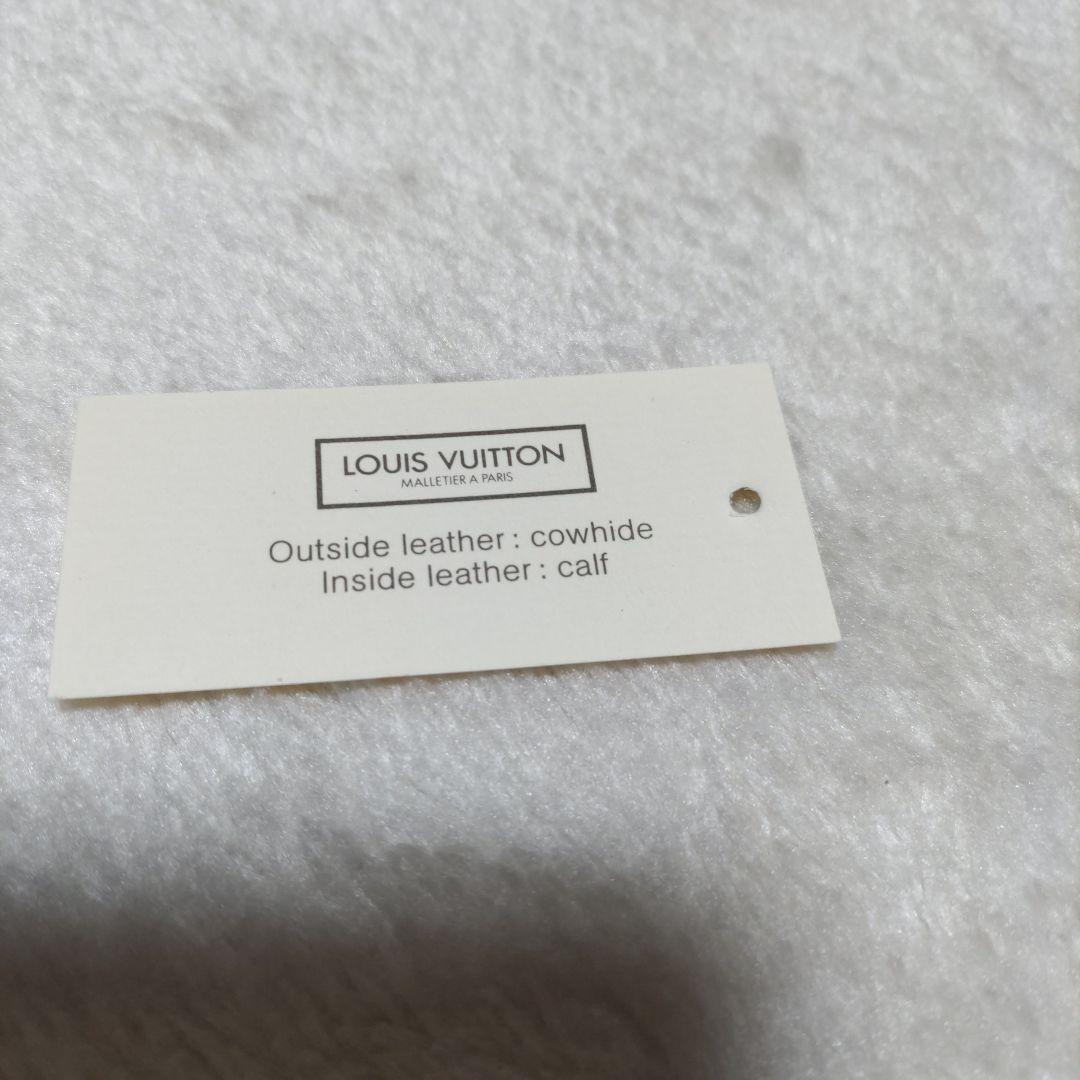 LOUIS VUITTON
MALLETIER A PARIS
Outside leather : cowhide
Inside leather : calf